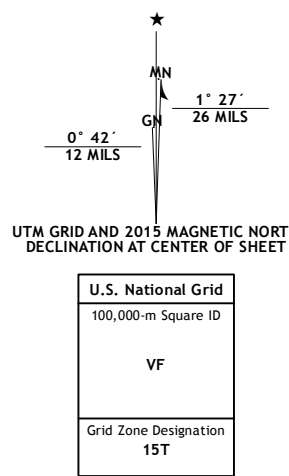 ★
MN
GN
1° 27´
26 MILS
0° 42´
12 MILS
UTM GRID AND 2015 MAGNETIC NORT
DECLINATION AT CENTER OF SHEET
U.S. National Grid
100,000-m Square ID
VF
Grid Zone Designation
15T